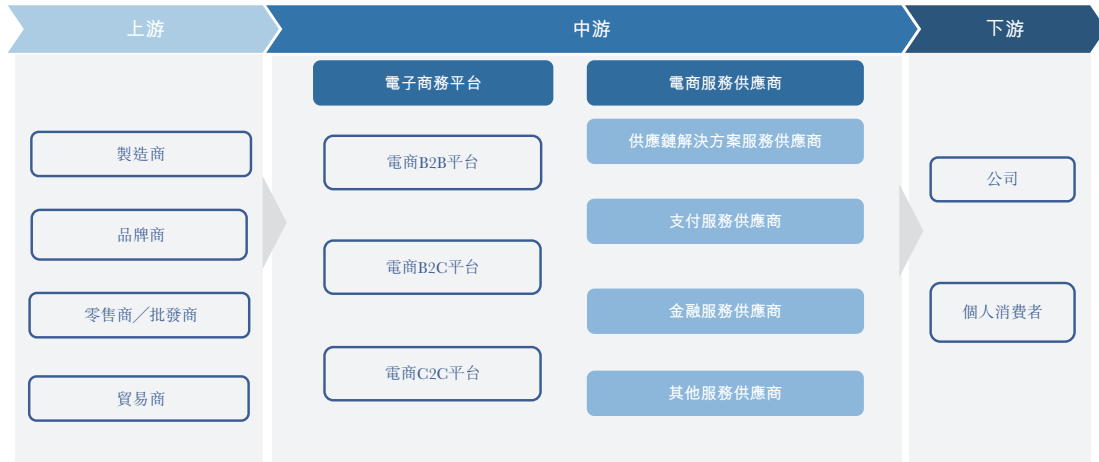 上游
中游
下游
電子商務平台
電商服務供應商
製造商
品牌商
零售商／批發商
貿易商
電商B2B平台
電商B2C平台
電商C2C平台
供應鏈解決方案服務供應商
支付服務供應商
金融服務供應商
其他服務供應商
公司
個人消費者